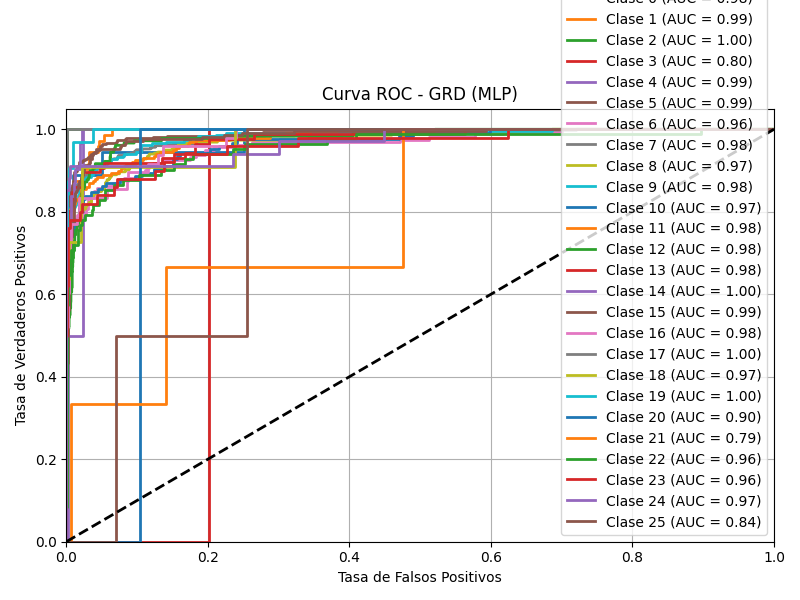 Clase 1 (AUC = 0.99)
Clase 2 (AUC = 1.00)
Clase 3 (AUC = 0.80)
Clase 4 (AUC = 0.99)
Clase 5 (AUC = 0.99)
Clase 6 (AUC = 0.96)
Clase 7 (AUC = 0.98)
Clase 8 (AUC = 0.97)
Clase 9 (AUC = 0.98)
Clase 10 (AUC = 0.97)
Clase 11 (AUC = 0.98)
Clase 12 (AUC = 0.98)
Clase 13 (AUC = 0.98)
Clase 14 (AUC = 1.00)
Clase 15 (AUC = 0.99)
Clase 16 (AUC = 0.98)
Clase 17 (AUC = 1.00)
Clase 18 (AUC = 0.97)
Clase 19 (AUC = 1.00)
Clase 20 (AUC = 0.90)
Clase 21 (AUC = 0.79)
Clase 22 (AUC = 0.96)
Clase 23 (AUC = 0.96)
Clase 24 (AUC = 0.97)
Clase 25 (AUC = 0.84)
Curva ROC - GRD (MLP)
Tasa de Verdaderos Positivos
1.0
0.8
0.6
0.4
0.2
0.0
0.0 0.2 0.4 0.6 0.8 1.0
Tasa de Falsos Positivos